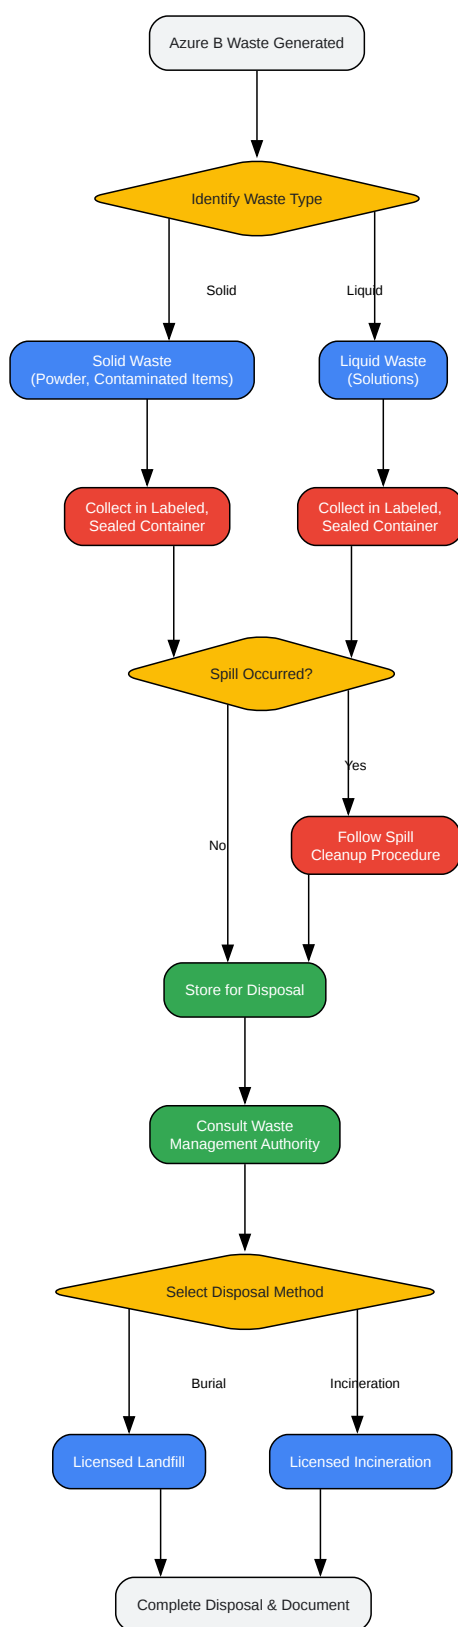 Azure B Waste Generated
Identify Waste Type
Solid
Liquid
Solid Waste
(Powder, Contaminated Items)
Liquid Waste
(Solutions)
Collect in Labeled,
Sealed Container
Collect in Labeled,
Sealed Container
Spill Occurred?
Yes
Follow Spill
Cleanup Procedure
No
Store for Disposal
Consult Waste
Management Authority
Select Disposal Method
Burial
Incineration
Licensed Landfill
Licensed Incineration
Complete Disposal & Document